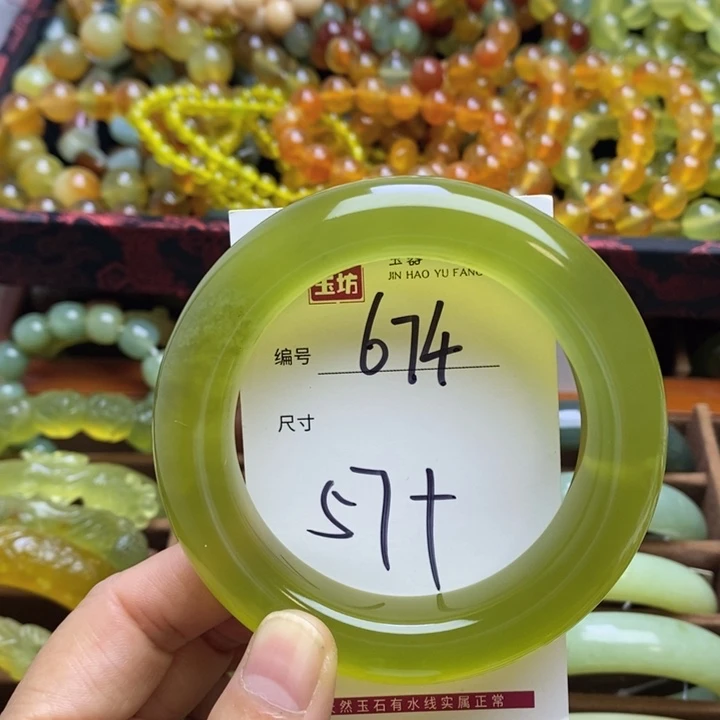 玉坊
JIN HAO YU FANG
编号 674
尺寸
57+
然玉石有水线实属正常